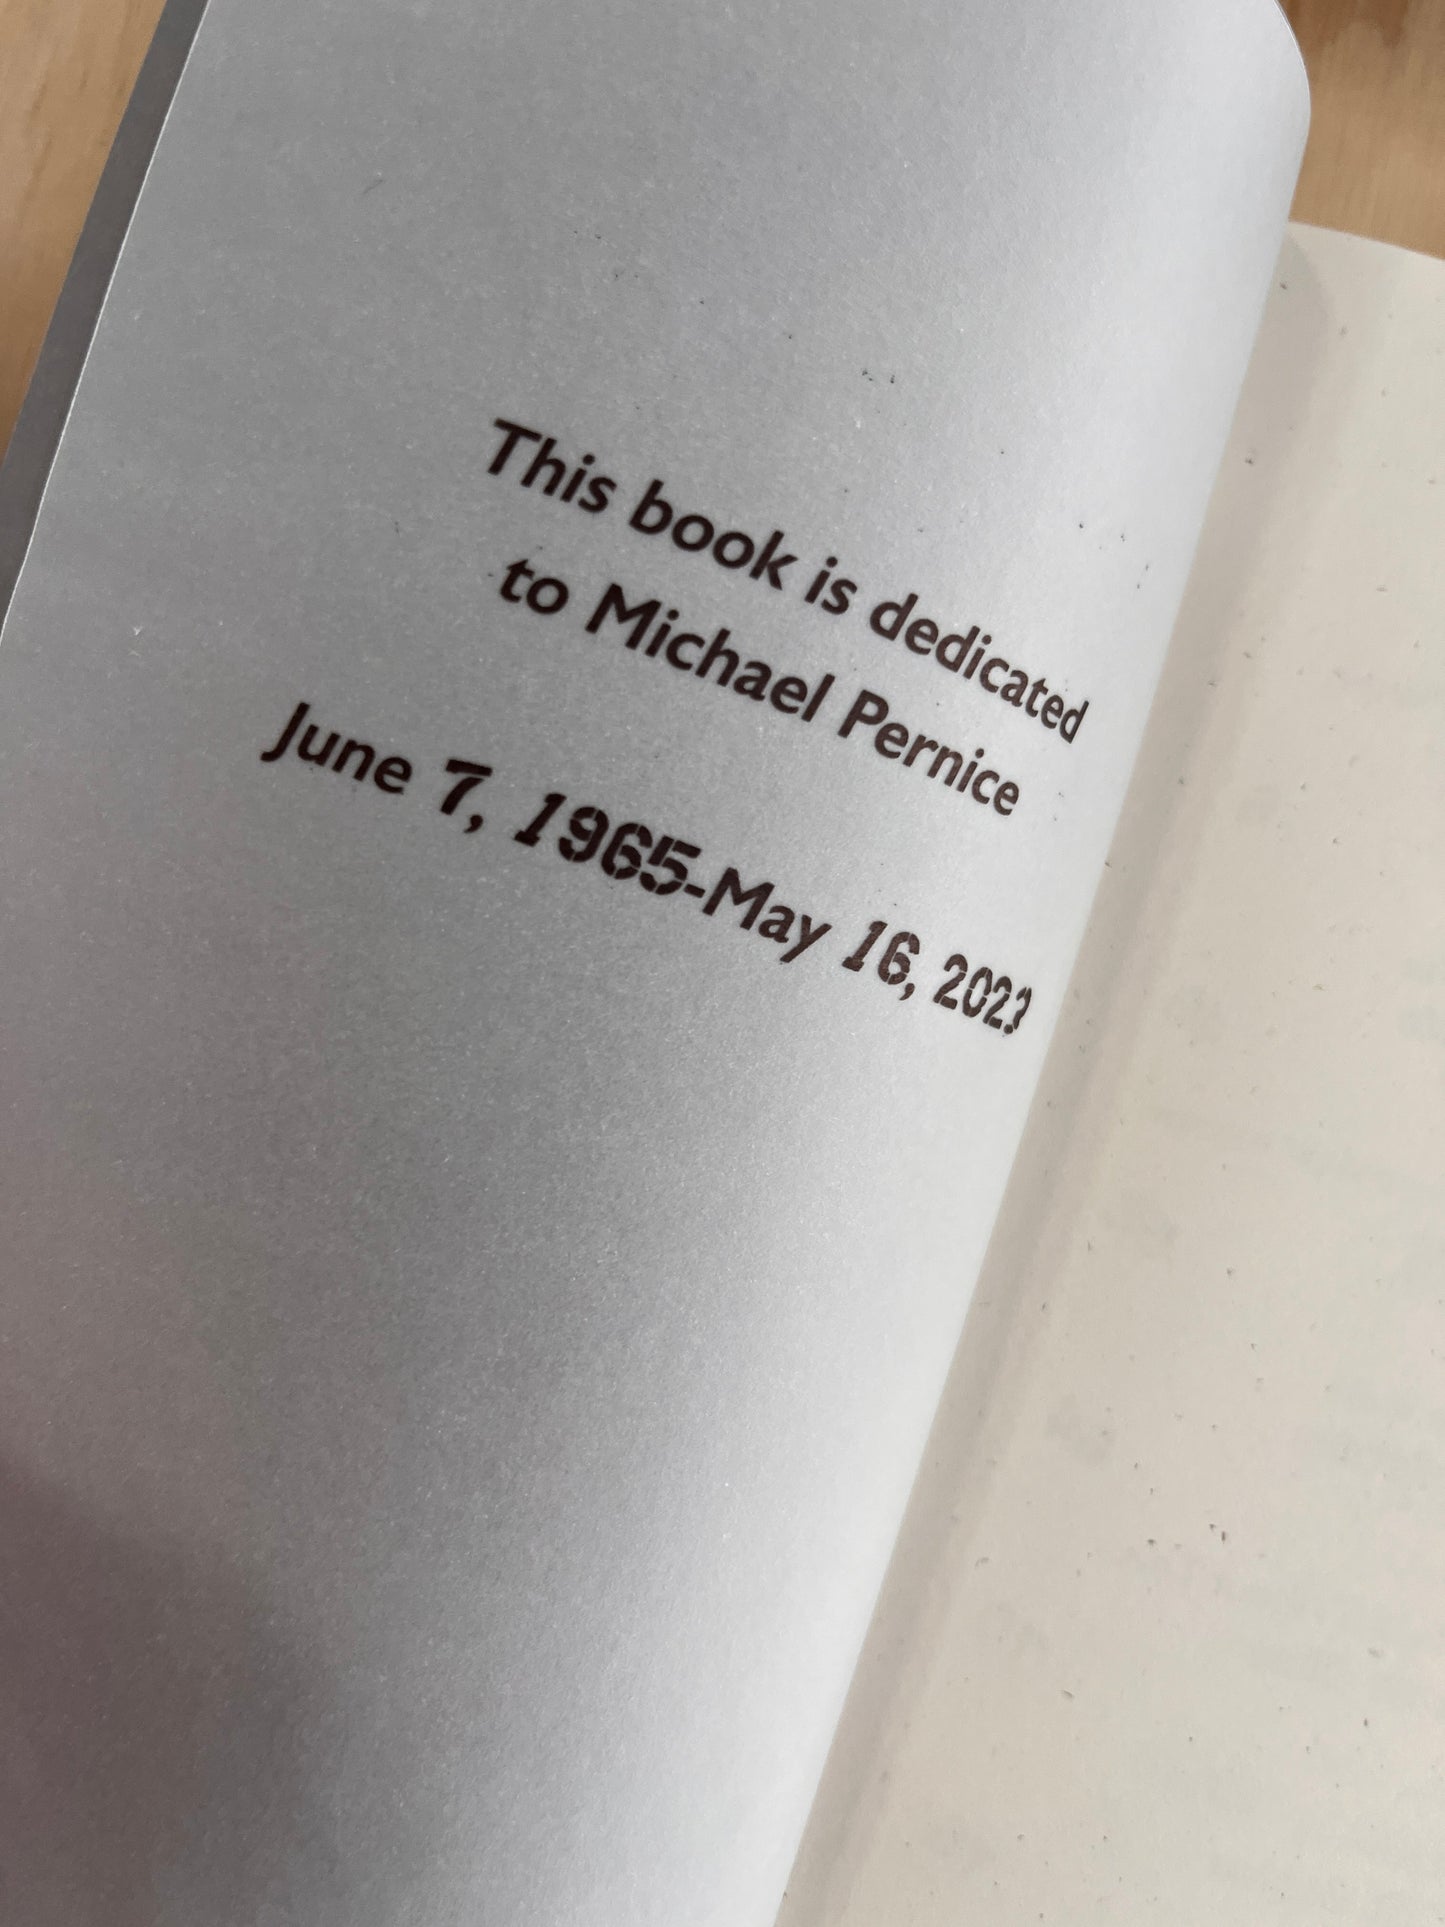 This book is dedicated
to Michael Pernice
June 7, 1965-May 16, 2023